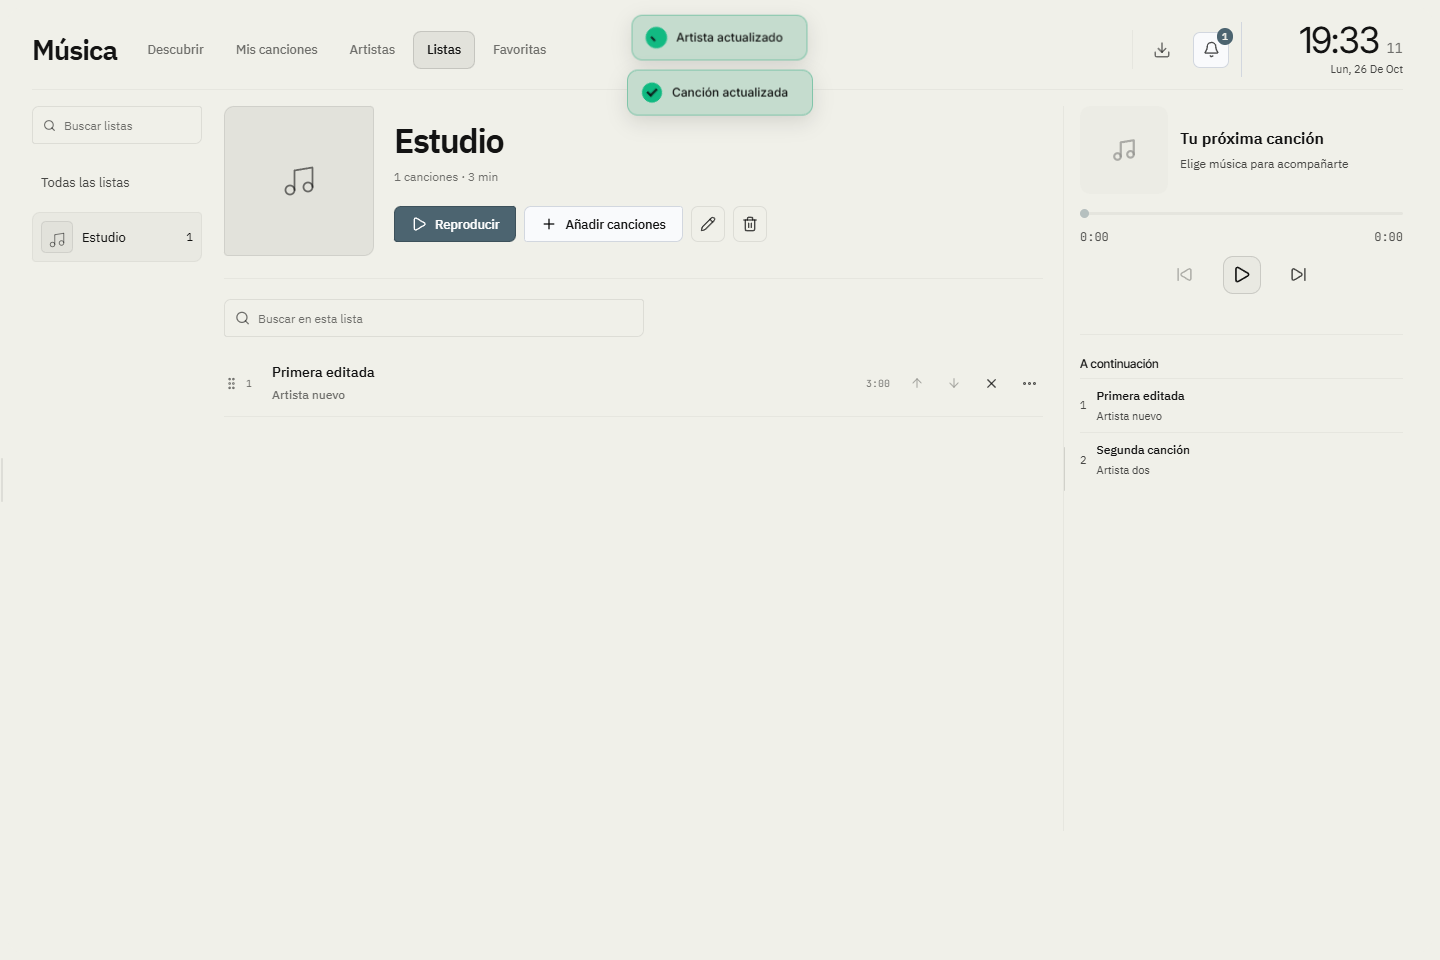 Música
Descubrir
Mis canciones
Artistas
Listas
Favoritas
Artista actualizado
Canción actualizada
1
19:33 11
Lun, 26 De Oct
Buscar listas
Todas las listas
Estudio 1
Estudio
1 canciones · 3 min
Reproducir
Añadir canciones
Buscar en esta lista
1
Primera editada
Artista nuevo
3:00
Tu próxima canción
Elige música para acompañarte
0:00 0:00
A continuación
1
Primera editada
Artista nuevo
2
Segunda canción
Artista dos